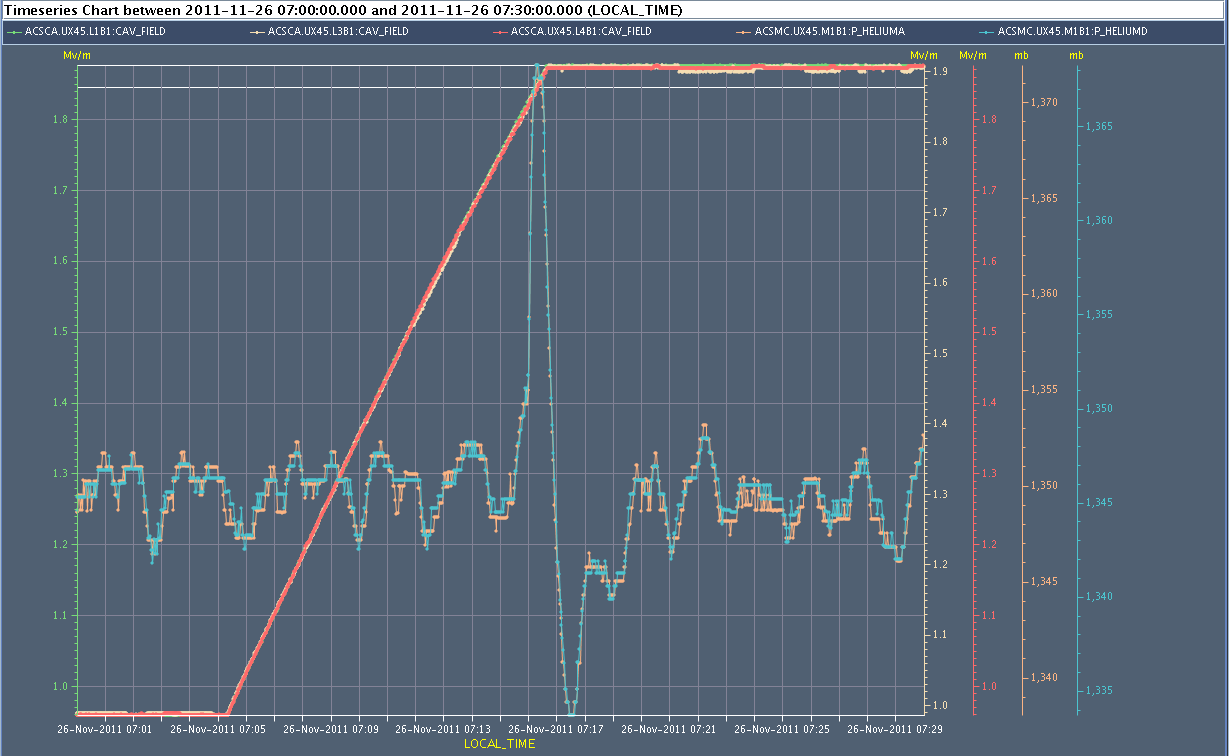 Timeseries Chart between 2011-11-26 07:00:00.000 and 2011-11-26 07:30:00.000 (LOCAL_TIME)
ACSCA.UX45.L1B1:CAV_FIELD ACSCA.UX45.L3B1:CAV_FIELD ACSCA.UX45.L4B1:CAV_FIELD ACSMC.UX45.M1B1:P_HELIUMA ACSMC.UX45.M1B1:P_HELIUMD
Mv/m Mv/m Mv/m mb mb
1.9
1,370
1.8 1.8 1,365
1.8
1.7 1.7 1,365
1.7 1,360
1.6 1.6
1.6 1,360
1,355
1.5 1.5
1.5
1,355
1.4 1.4 1,350
1.4
1.3 1.3
1,350
1.3 1,345
1.2 1.2
1.2
1,345
1,340
1.1 1.1
1.1
1,340
1.0 1.0 1,335
1.0
26-Nov-2011 07:01 26-Nov-2011 07:05 26-Nov-2011 07:09 26-Nov-2011 07:13 26-Nov-2011 07:17 26-Nov-2011 07:21 26-Nov-2011 07:25 26-Nov-2011 07:29
LOCAL_TIME